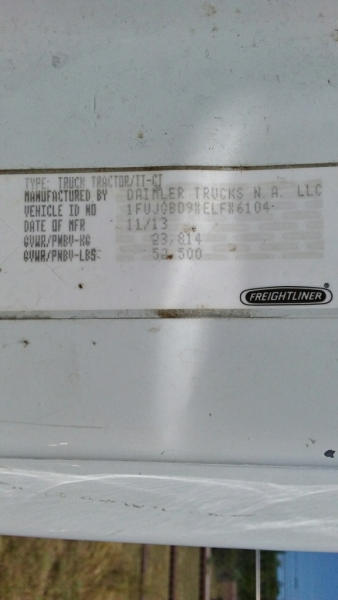 TYPE: TRUCK TRACTOR/TT-CT
MANUFACTURED BY DAIMLER TRUCKS N.A. LLC
VEHICLE ID NO
DATE OF MFR 11/13
GVWR/PNBV-KG 23,814
GVWR/PNBV-LBS 52,500
FREIGHTLINER